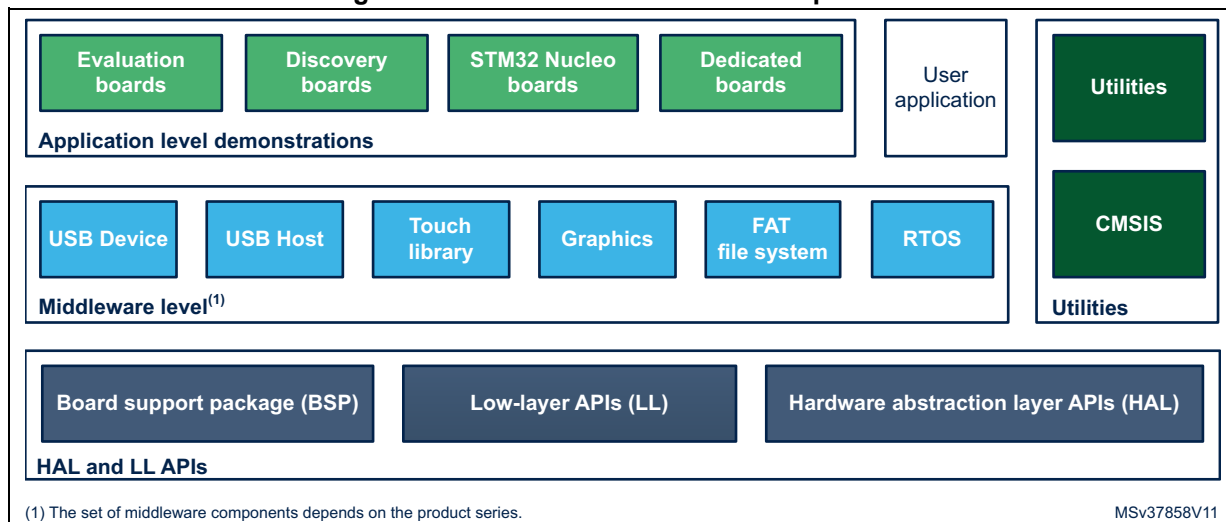 Evaluation
boards
Discovery
boards
STM32 Nucleo
boards
Dedicated
boards
Application level demonstrations
User
application
Utilities
CMSIS
Utilities
USB Device
USB Host
Touch
library
Graphics
FAT
file system
RTOS
Middleware level(1)
Board support package (BSP)
Low-layer APIs (LL)
Hardware abstraction layer APIs (HAL)
HAL and LL APIs
(1) The set of middleware components depends on the product series.
MSv37858V11